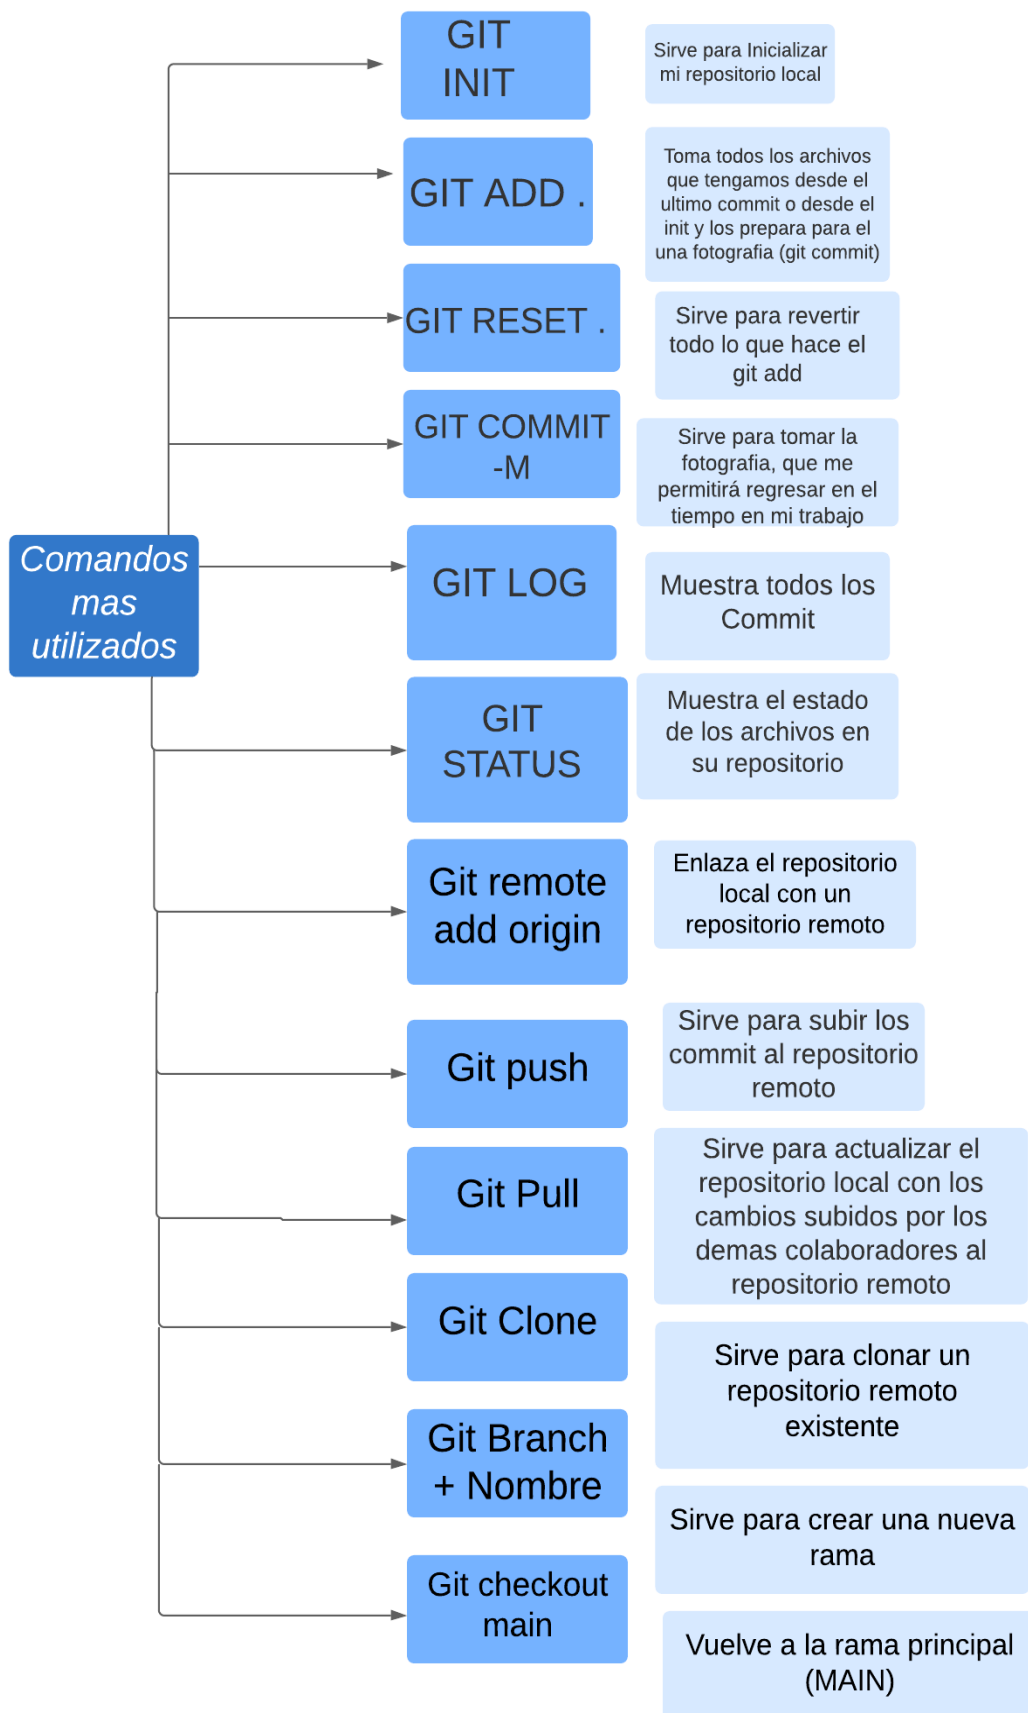 GIT
INIT
Sirve para Inicializar
mi repositorio local
GIT ADD .
Toma todos los archivos
que tengamos desde el
ultimo commit o desde el
init y los prepara para el
una fotografia (git commit)
GIT RESET .
Sirve para revertir
todo lo que hace el
git add
GIT COMMIT
-M
Sirve para tomar la
fotografia, que me
permitirá regresar en el
tiempo en mi trabajo
Comandos
mas
utilizados
GIT LOG
Muestra todos los
Commit
GIT
STATUS
Muestra el estado
de los archivos en
su repositorio
Git remote
add origin
Enlaza el repositorio
local con un
repositorio remoto
Git push
Sirve para subir los
commit al repositorio
remoto
Git Pull
Sirve para actualizar el
repositorio local con los
cambios subidos por los
demas colaboradores al
repositorio remoto
Git Clone
Sirve para clonar un
repositorio remoto
existente
Git Branch
+ Nombre
Sirve para crear una nueva
rama
Git checkout
main
Vuelve a la rama principal
(MAIN)